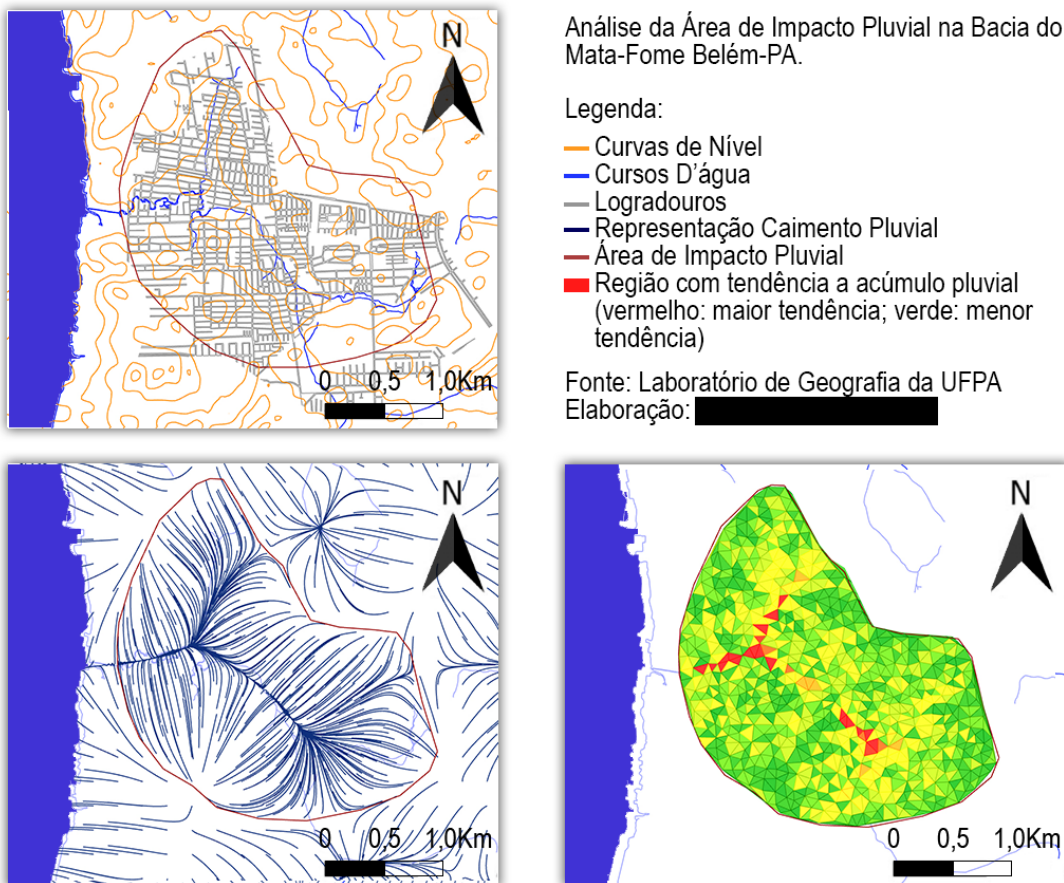 N
0 0,5 1,0Km
Análise da Área de Impacto Pluvial na Bacia do
Mata-Fome Belém-PA.
Legenda:
Curvas de Nível
Cursos D'água
Logradouros
Representação Caimento Pluvial
Área de Impacto Pluvial
Região com tendência a acúmulo pluvial
(vermelho: maior tendência; verde: menor
tendência)
Fonte: Laboratório de Geografia da UFPA
Elaboração:
N
0 0,5 1,0Km
N
0 0,5 1,0Km